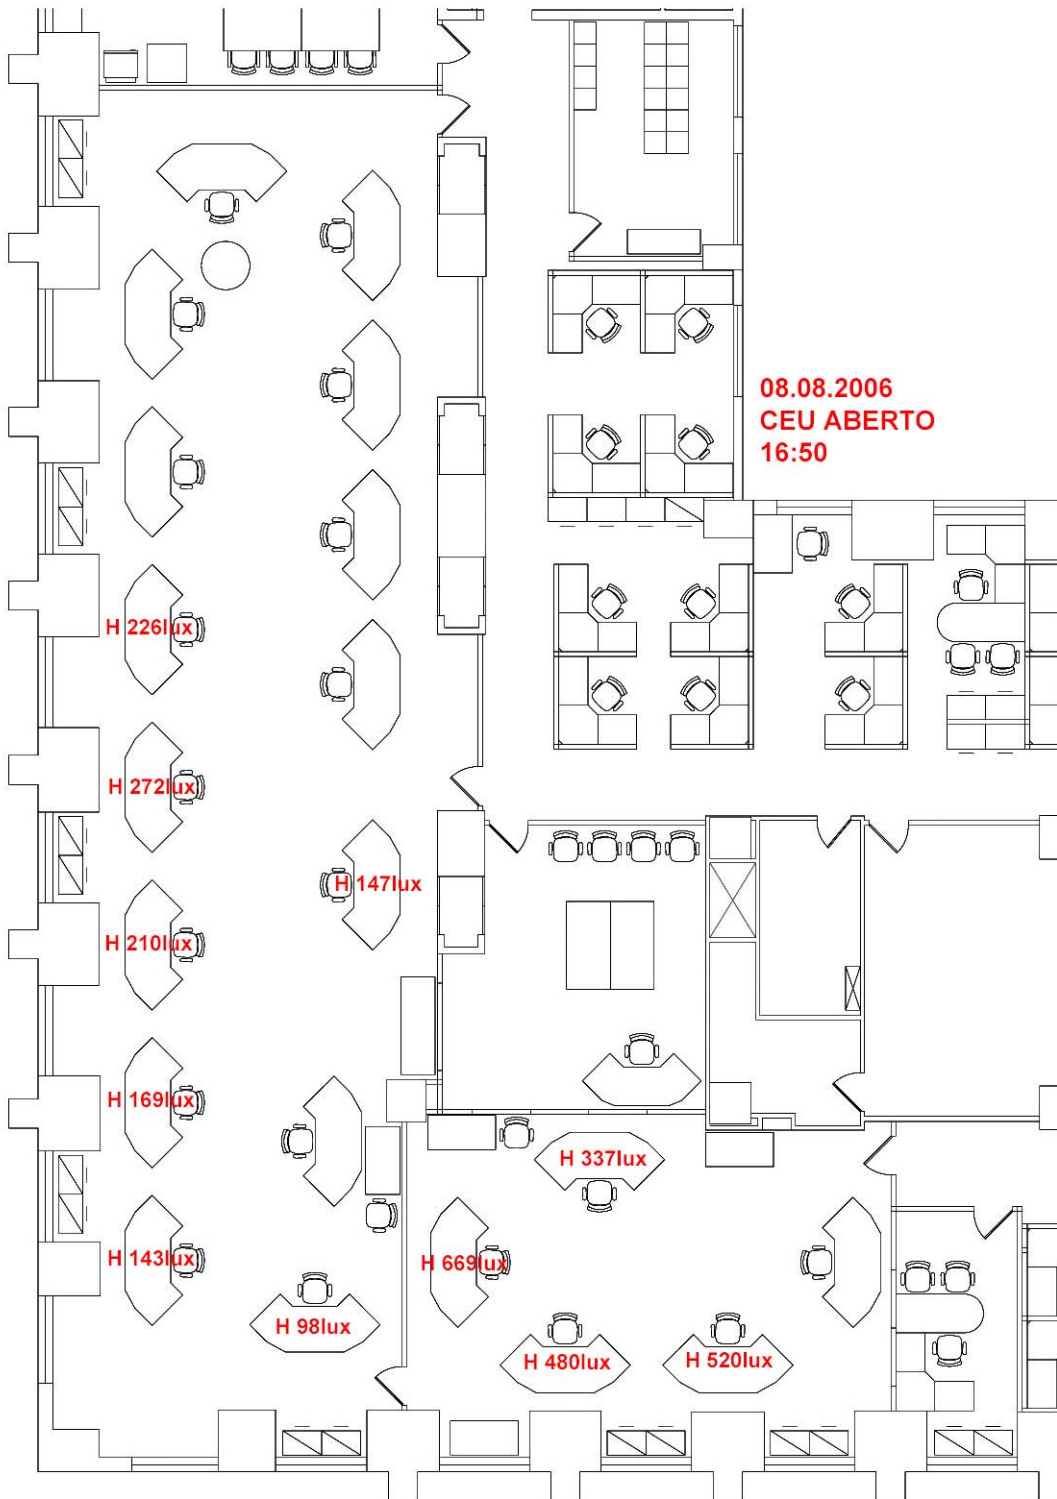 08.08.2006
CEU ABERTO
16:50
H 226lux
H 272lux
H 147lux
H 210lux
H 169lux
H 337lux
H 143lux
H 669lux
H 98lux
H 480lux
H 520lux